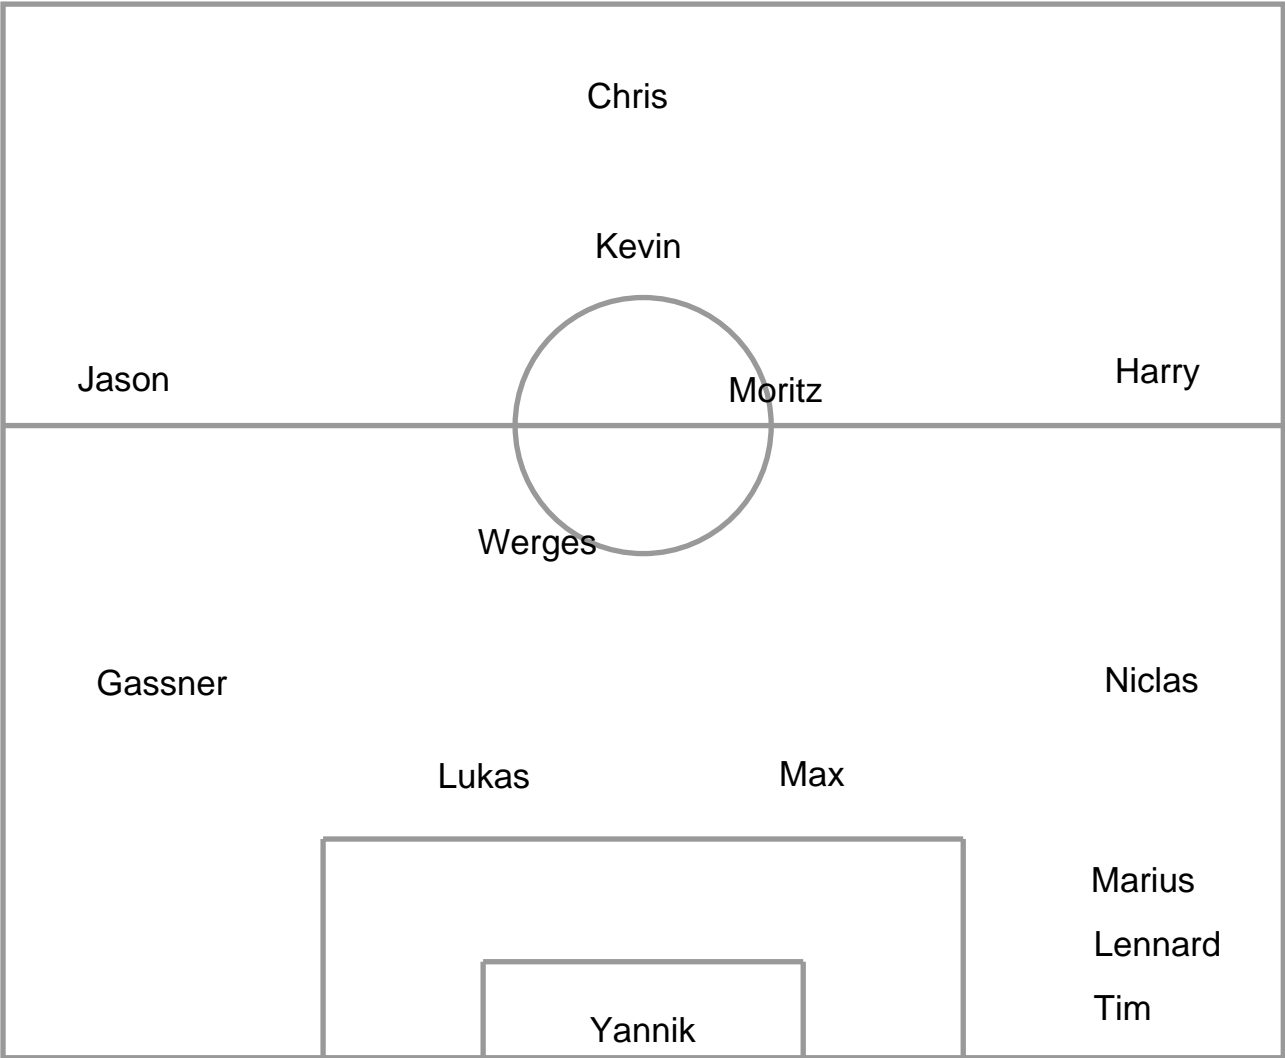 Chris
Kevin
Jason
Moritz
Harry
Werges
Gassner
Niclas
Lukas
Max
Marius
Lennard
Tim
Yannik